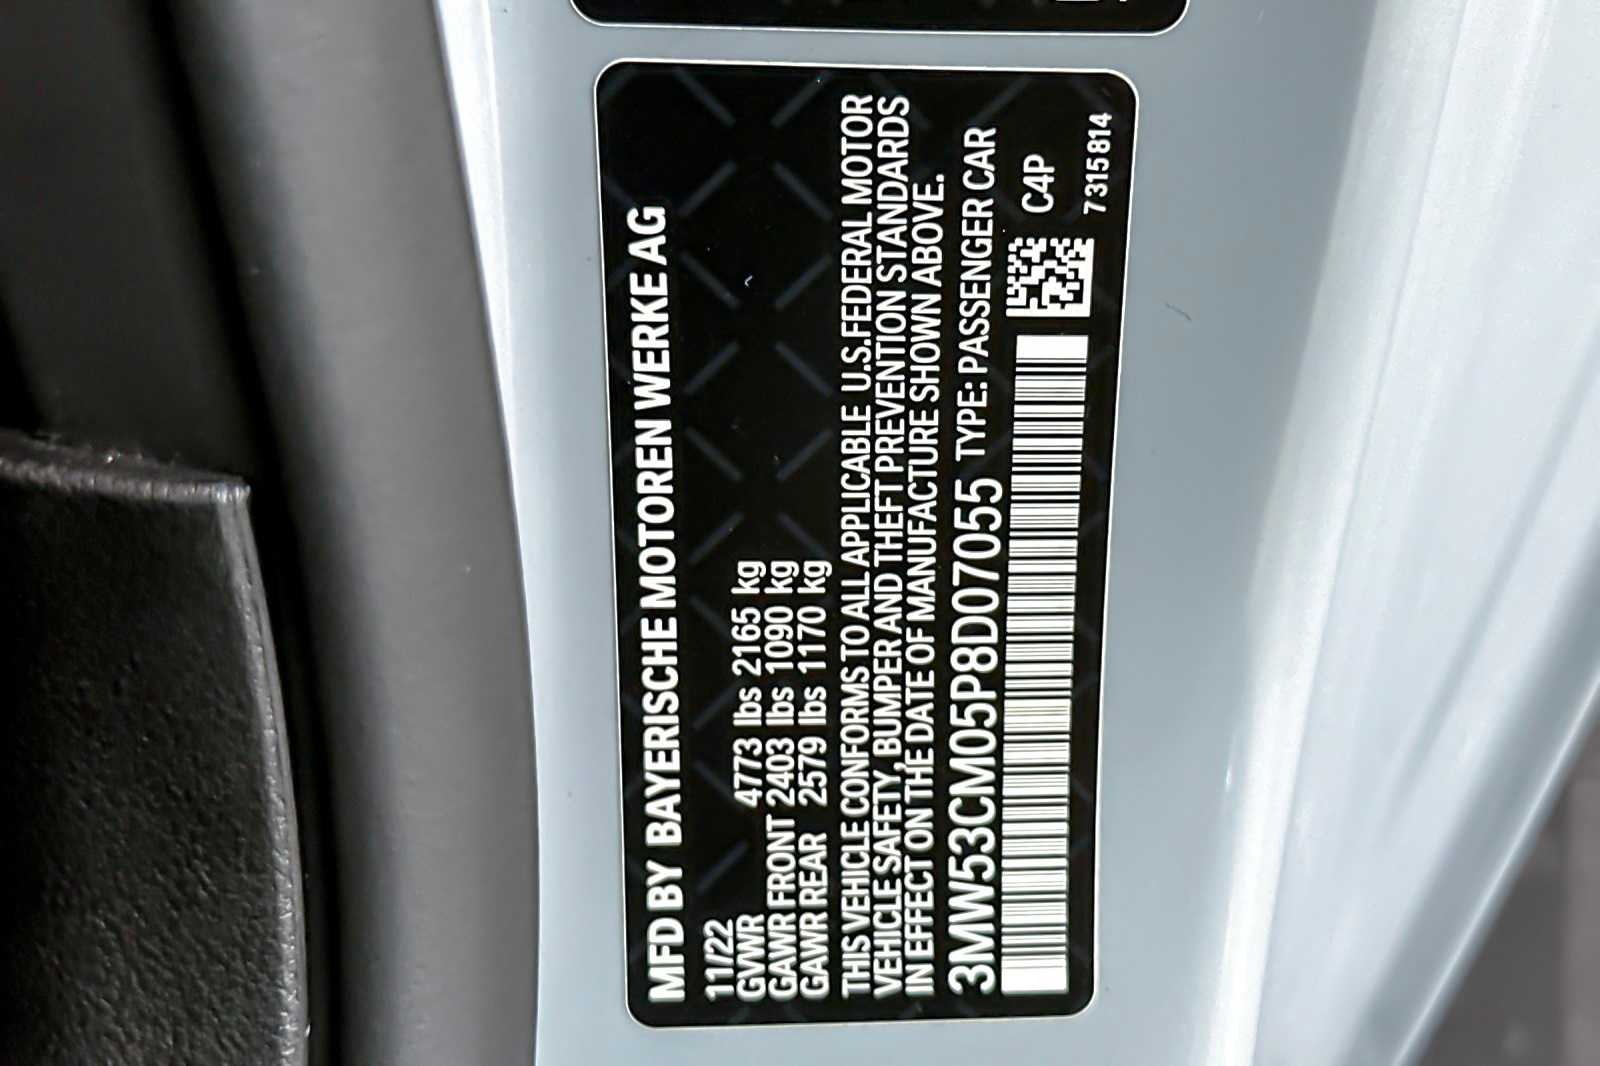 MFD BY BAYERISCHE MOTOREN WERKE AG
11/22
GVWR 4773 lbs 2165 kg
GAWR FRONT 2403 lbs 1090 kg
GAWR REAR 2579 lbs 1170 kg
THIS VEHICLE CONFORMS TO ALL APPLICABLE U.S.FEDERAL MOTOR
VEHICLE SAFETY, BUMPER AND THEFT PREVENTION STANDARDS
IN EFFECT ON THE DATE OF MANUFACTURE SHOWN ABOVE.
3MW53CM05P8D07055 TYPE: PASSENGER CAR
C4P
7315814